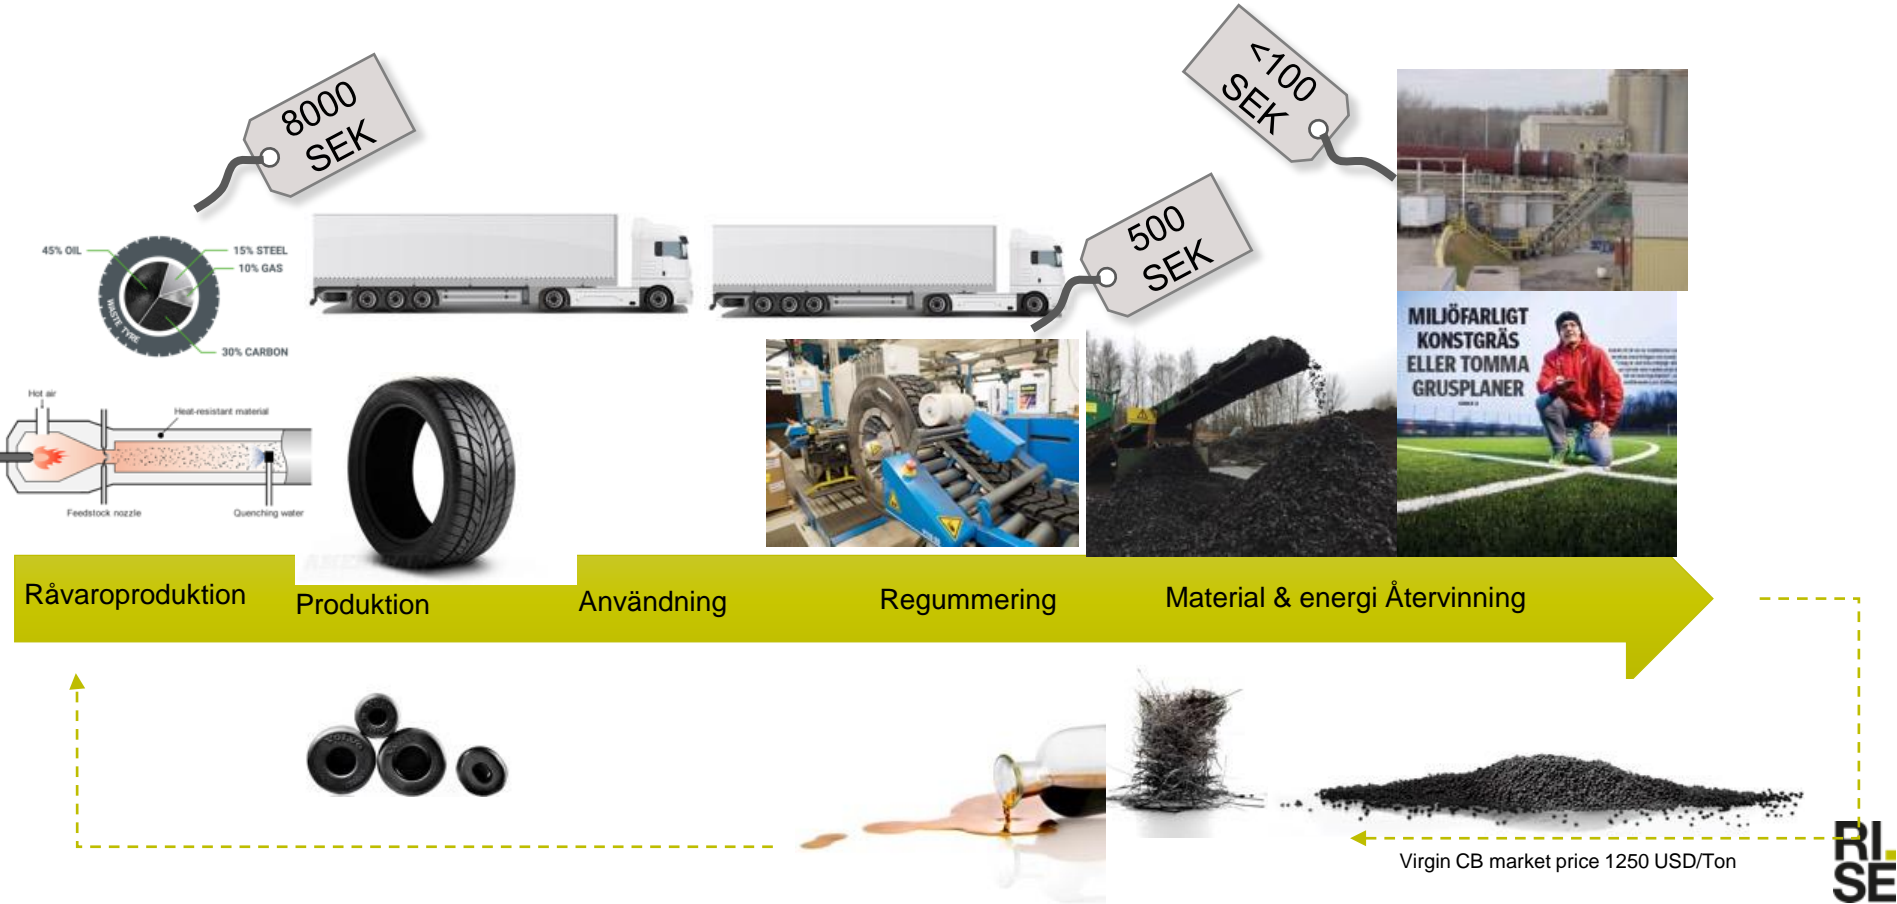 8000
SEK
<100
SEK
500
SEK
45% OIL
15% STEEL
10% GAS
WASTE TYRE
30% CARBON
Hot air
Heat-resistant material
Feedstock nozzle
Quenching water
MILJÖFARLIGT
KONSTGRÄS
ELLER TOMMA
GRUSPLANER
Råvaroproduktion
Produktion
Användning
Regummering
Material & energi Återvinning
Virgin CB market price 1250 USD/Ton
RI.
SE